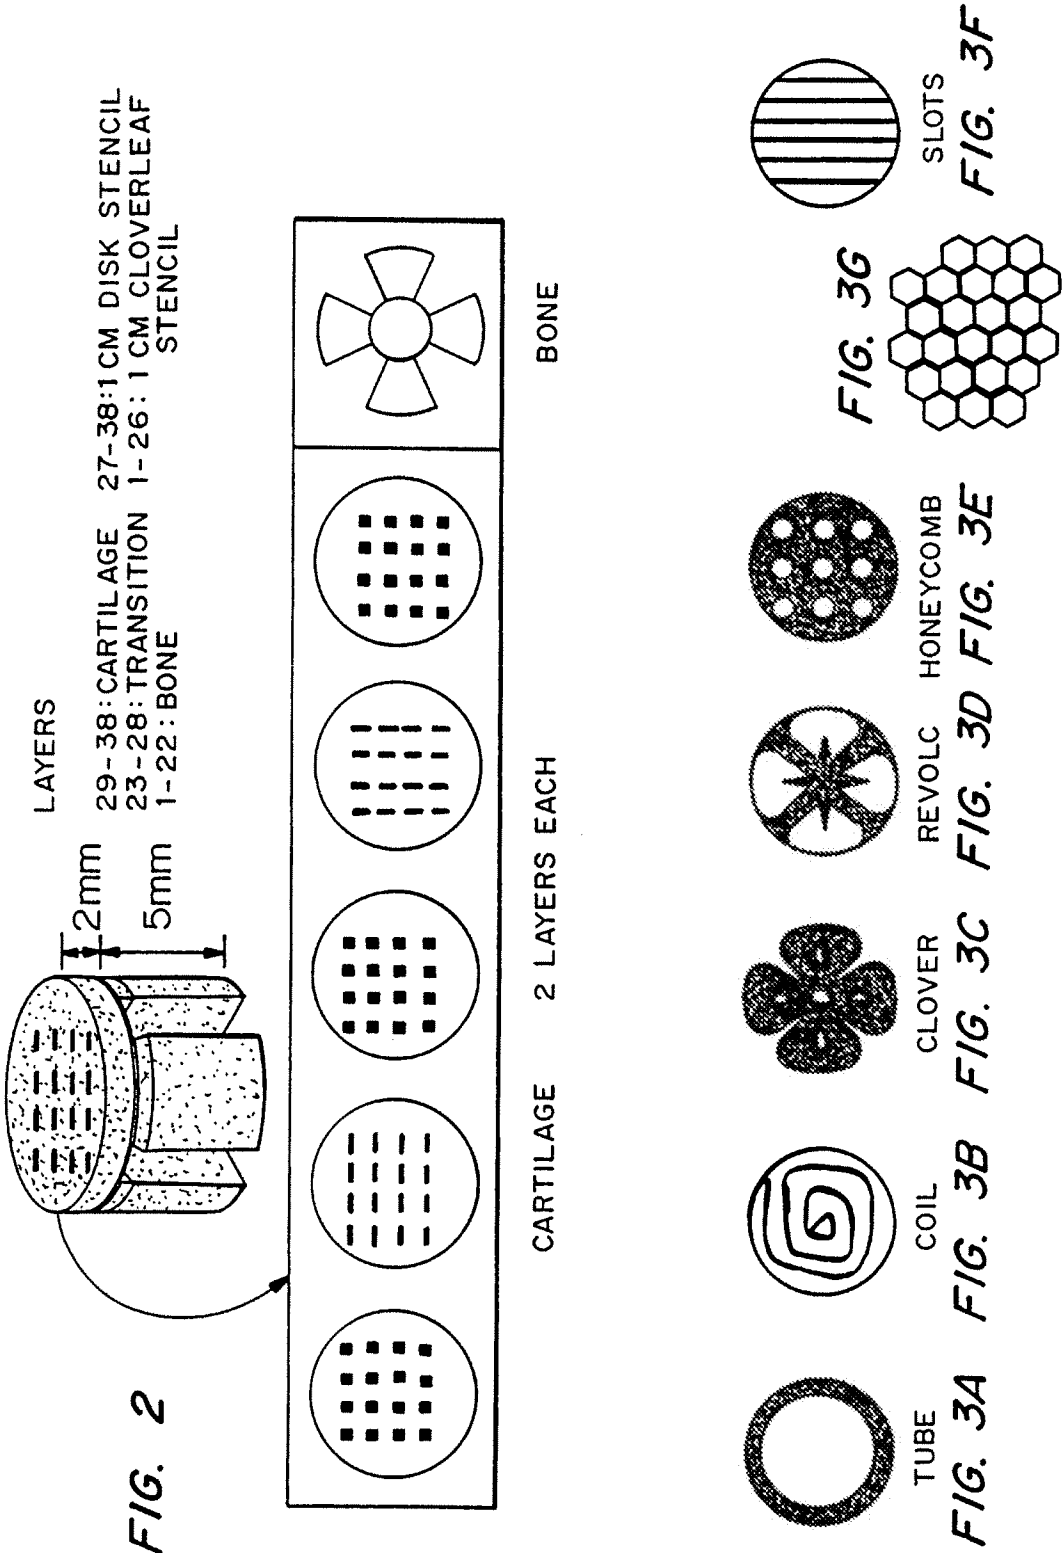 FIG. 2
LAYERS
29-38:CARTILAGE 27-38:1 CM DISK STENCIL
23-28:TRANSITION 1-26:1 CM CLOVERLEAF
1-22:BONE STENCIL
2mm
5mm
CARTILAGE 2 LAYERS EACH BONE
TUBE
FIG. 3A
COIL
FIG. 3B
CLOVER
FIG. 3C
REVOLC
FIG. 3D
HONEYCOMB
FIG. 3E
FIG. 3G
SLOTS
FIG. 3F